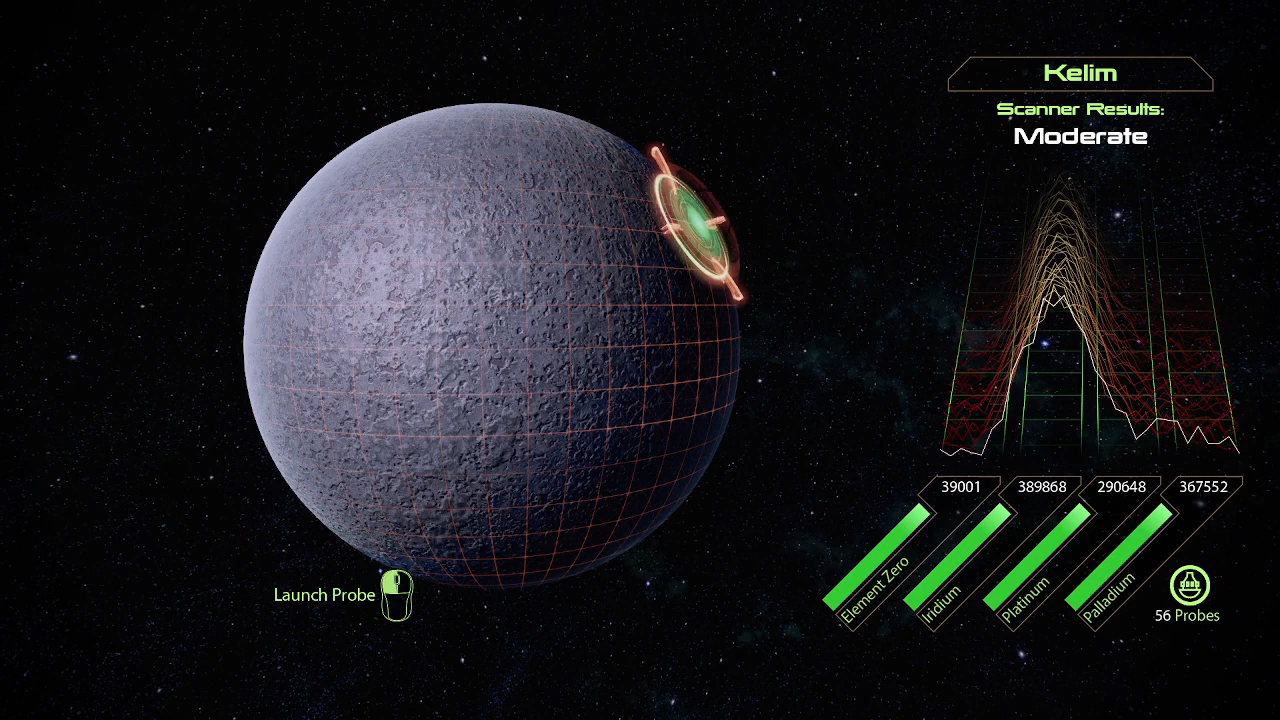 Kelim
Scanner Results:
Moderate
39001 389868 290648 367552
Element Zero
Iridium
Platinum
Palladium
Launch Probe
56 Probes